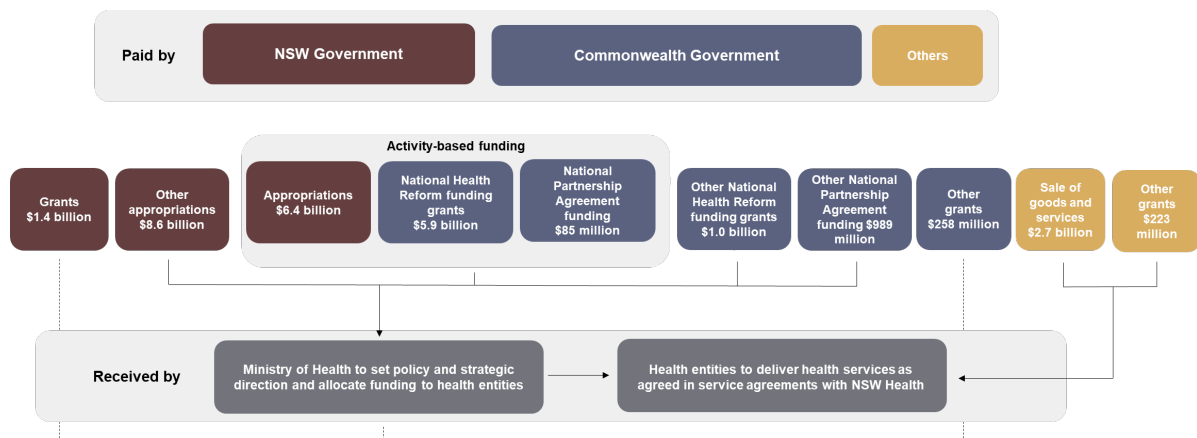 Paid by
NSW Government
Commonwealth Government
Others
Activity-based funding
Grants
$1.4 billion
Other
appropriations
$8.6 billion
Appropriations
$6.4 billion
National Health
Reform funding
grants
$5.9 billion
National
Partnership
Agreement
funding
$85 million
Other National
Health Reform
funding grants
$1.0 billion
Other National
Partnership
Agreement
funding $989
million
Other
grants
$258 million
Sale of
goods and
services
$2.7 billion
Other
grants
$223
million
Received by
Ministry of Health to set policy and strategic
direction and allocate funding to health entities
Health entities to deliver health services as
agreed in service agreements with NSW Health